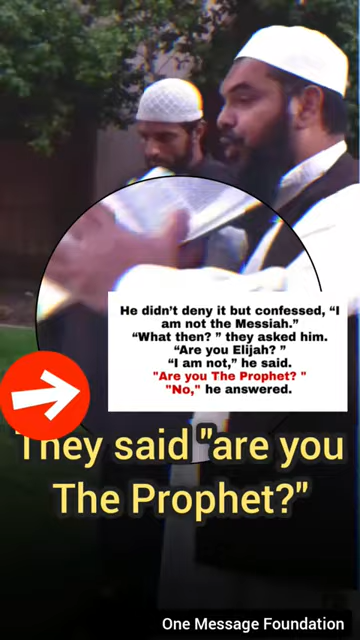 He didn’t deny it but confessed, “I
am not the Messiah.”
“What then? ” they asked him.
“Are you Elijah? ”
“I am not,” he said.
"Are you The Prophet? "
"No," he answered.
They said "are you
The Prophet?"
One Message Foundation